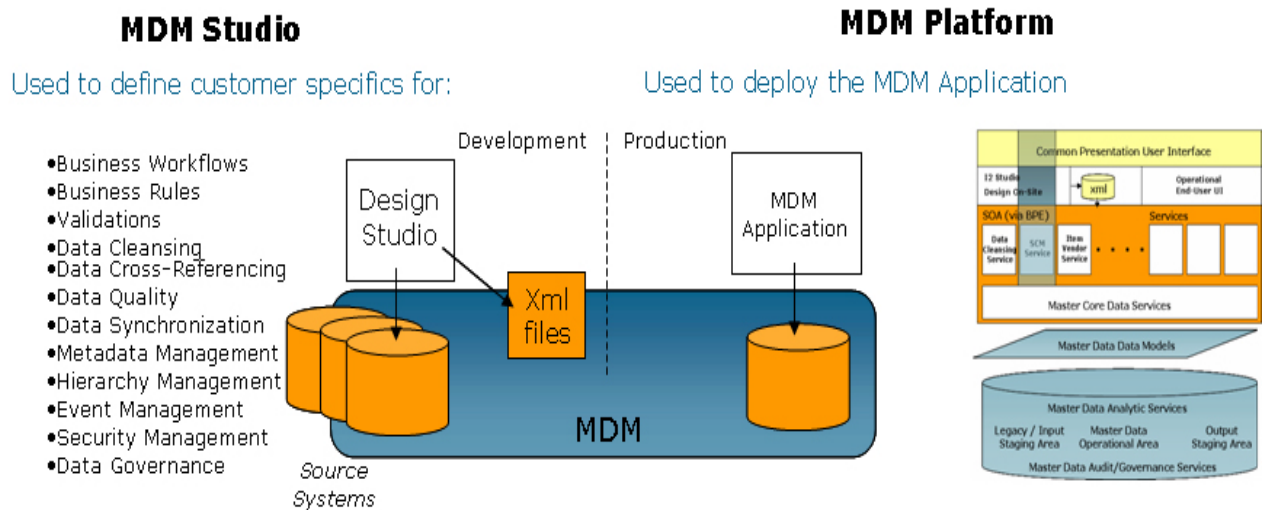 MDM Studio
Used to define customer specifics for:
•Business Workflows
•Business Rules
•Validations
•Data Cleansing
•Data Cross-Referencing
•Data Quality
•Data Synchronization
•Metadata Management
•Hierarchy Management
•Event Management
•Security Management
•Data Governance
Development
Production
Design
Studio
Xml
files
MDM
Application
MDM
Source
Systems
MDM Platform
Used to deploy the MDM Application
Common Presentation User Interface
I2 Studio
Design On-Site
xml
Operational
End-User UI
SOA (via BPE)
Services
Data
Cleansing
Service
SCM
Service
Item
Vendor
Service
• • • •
Master Core Data Services
Master Data Data Models
Master Data Analytic Services
Legacy / Input
Staging Area
Master Data
Operational Area
Output
Staging Area
Master Data Audit/Governance Services